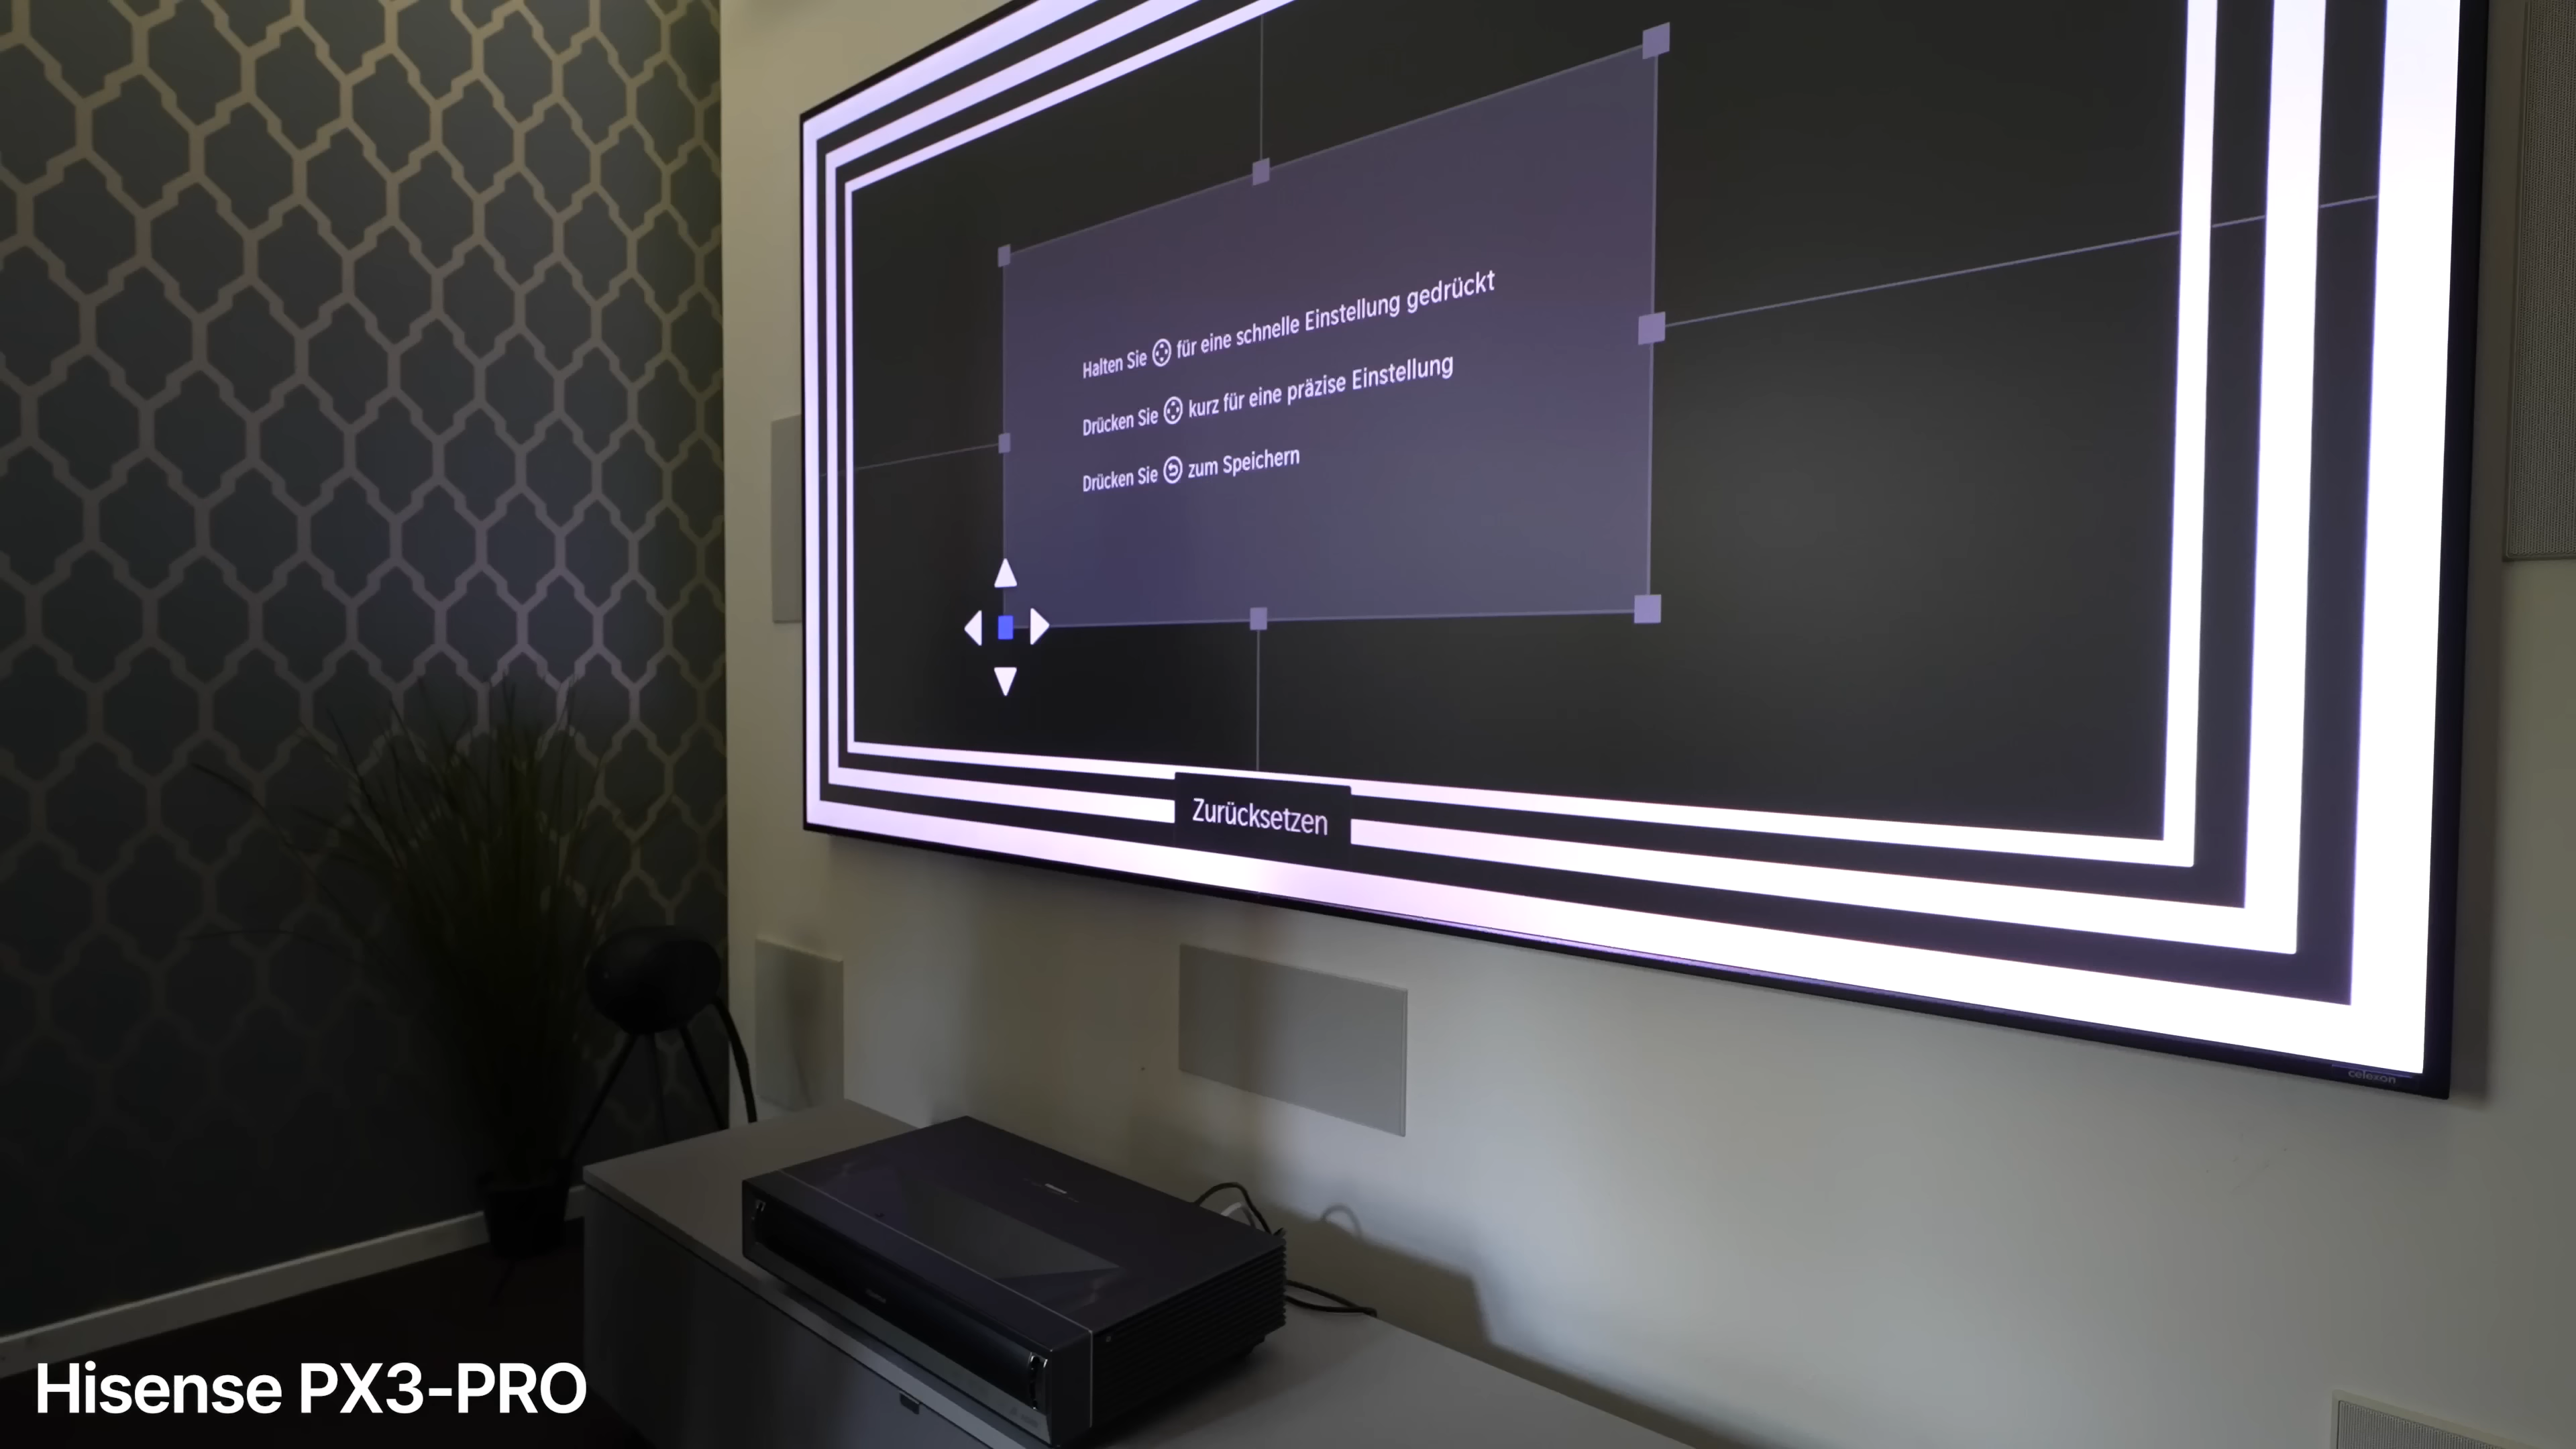 Halten Sie für eine schnelle Einstellung gedrückt
Drücken Sie kurz für eine präzise Einstellung
Drücken Sie zum Speichern
Zurücksetzen
celexon
Hisense PX3-PRO